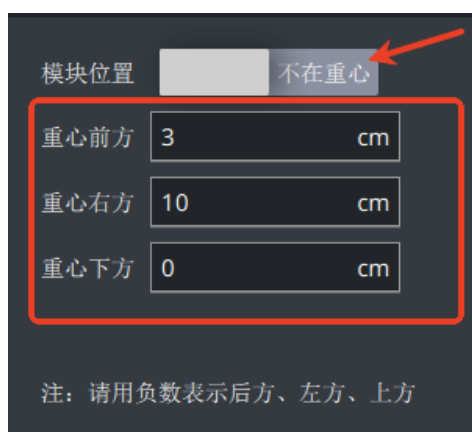 模块位置 不在重心
重心前方 3 cm
重心右方 10 cm
重心下方 0 cm
注：请用负数表示后方、左方、上方